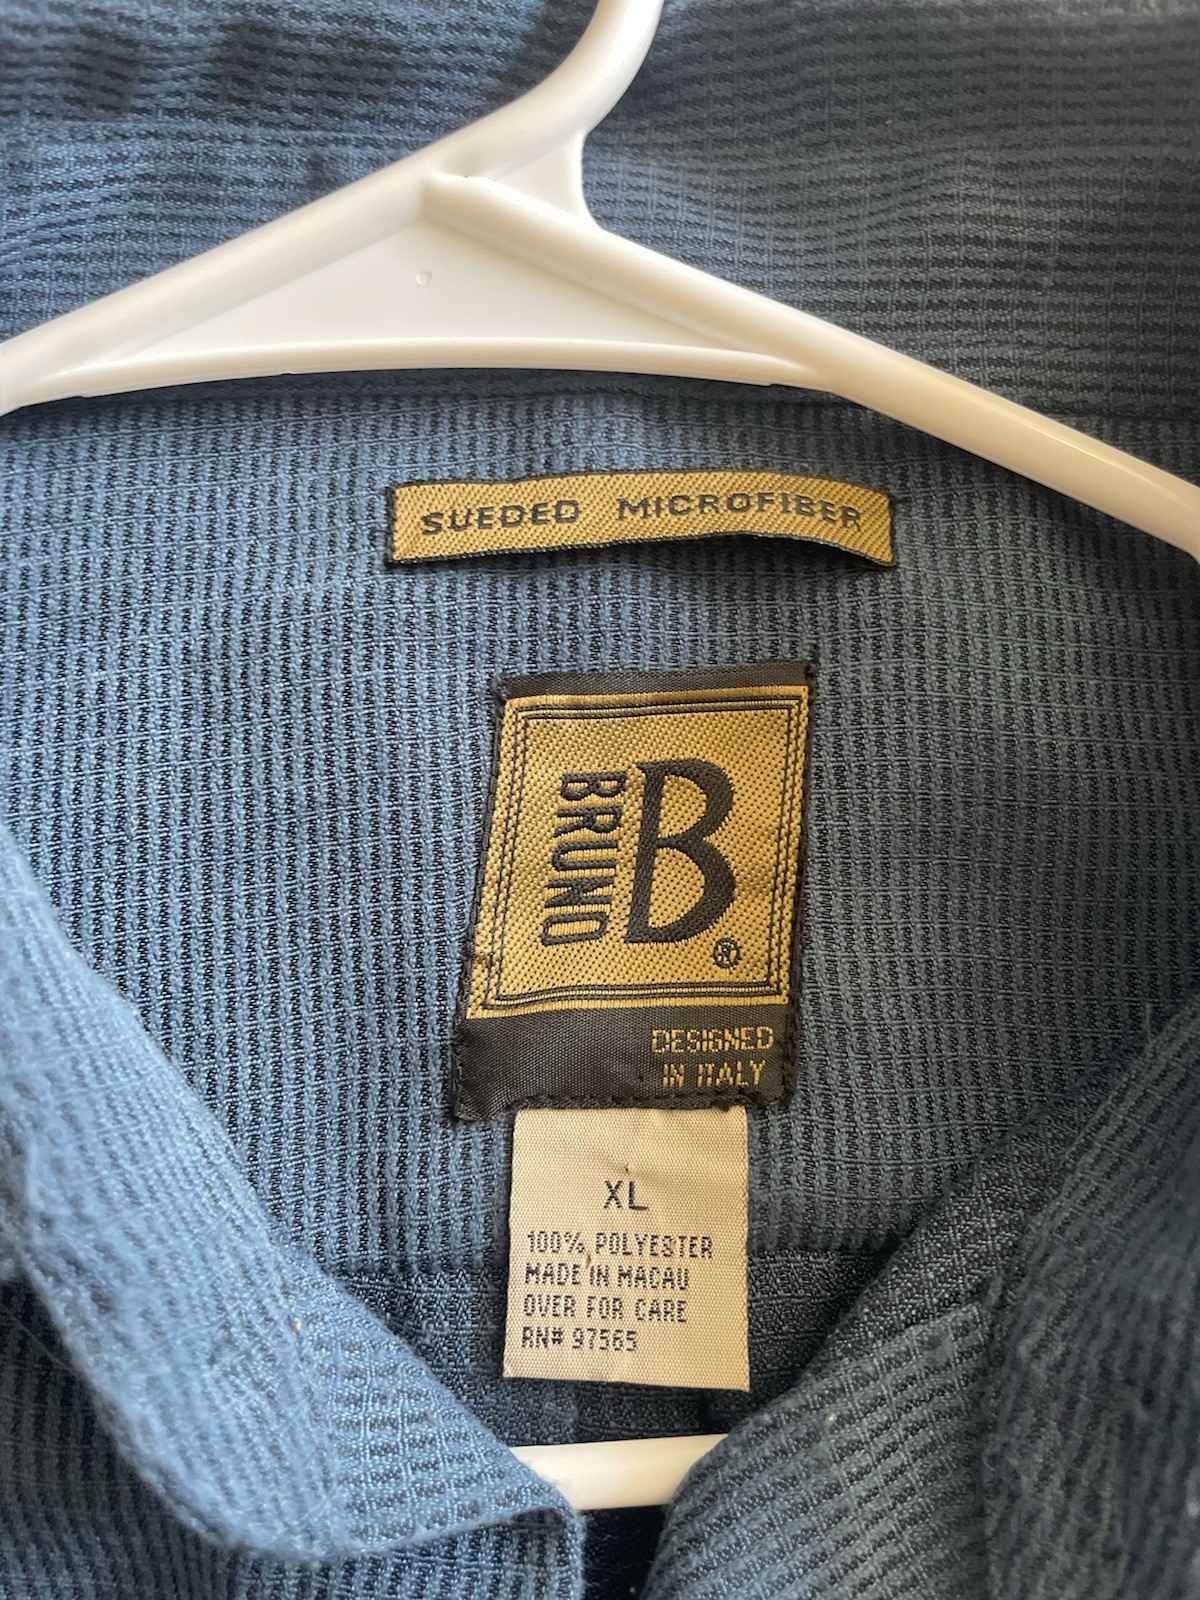 SUEDED MICROFIBER
B®
BRUNO
DESIGNED
IN ITALY
XL
100% POLYESTER
MADE IN MACAU
OVER FOR CARE
RN# 97565